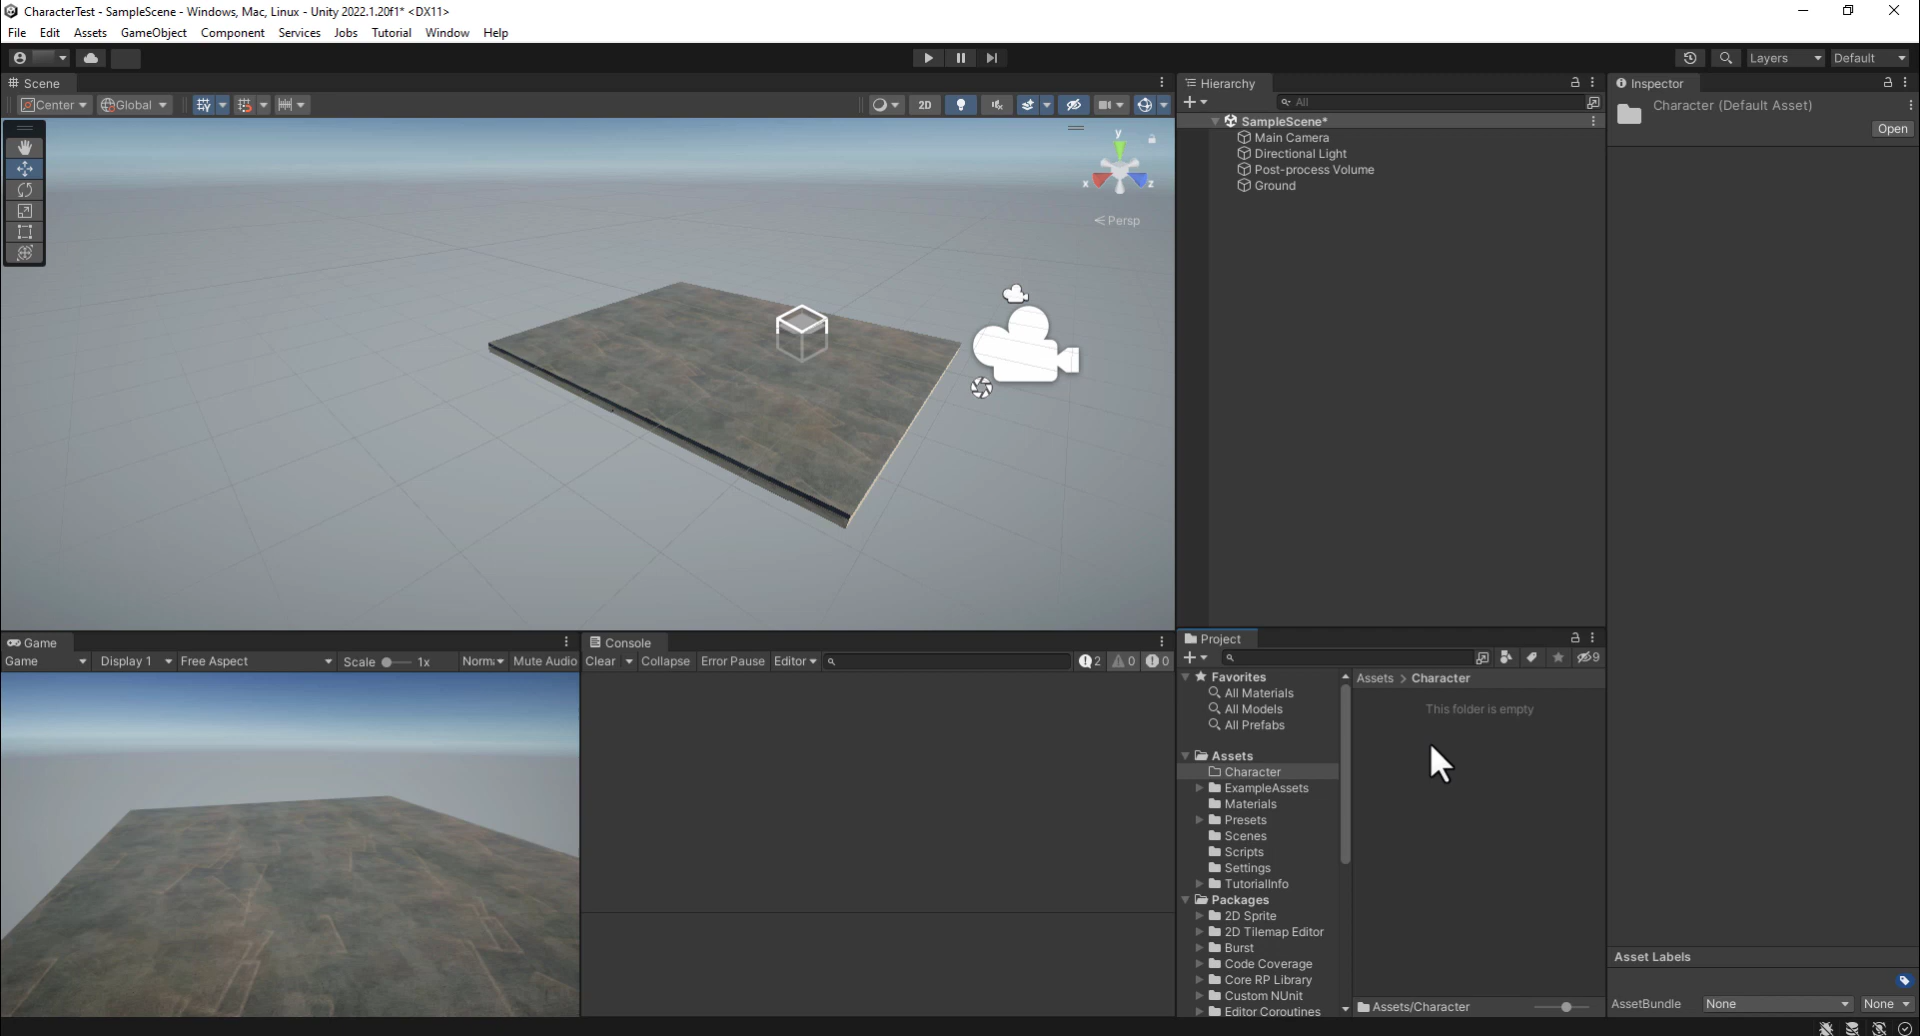 CharacterTest - SampleScene - Windows, Mac, Linux - Unity 2022.1.20f1* <DX11>
File Edit Assets GameObject Component Services Jobs Tutorial Window Help
Layers Default
Scene
Center Global
2D
y
x z
Persp
Hierarchy
All
SampleScene*
Main Camera
Directional Light
Post-process Volume
Ground
Inspector
Character (Default Asset)
Open
Game
Game Display 1 Free Aspect Scale 1x Norm Mute Audio
Console
Clear Collapse Error Pause Editor 2 0 0
Project
9
Favorites
All Materials
All Models
All Prefabs
Assets
Character
ExampleAssets
Materials
Presets
Scenes
Scripts
Settings
TutorialInfo
Packages
2D Sprite
2D Tilemap Editor
Burst
Code Coverage
Core RP Library
Custom NUnit
Editor Coroutines
Assets > Character
This folder is empty
Assets/Character
Asset Labels
AssetBundle None None